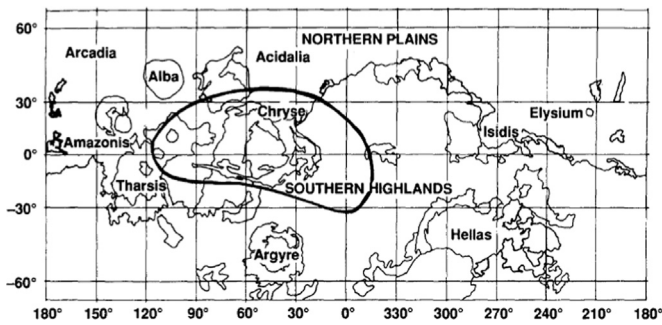 60°
NORTHERN PLAINS
Arcadia
Acidalia
Alba
30°
Chryse
Elysium
Amazonis
Isidis
0°
Tharsis
SOUTHERN HIGHLANDS
–30°
Hellas
Argyre
–60°
180° 150° 120° 90° 60° 30° 0° 330° 300° 270° 240° 210° 180°